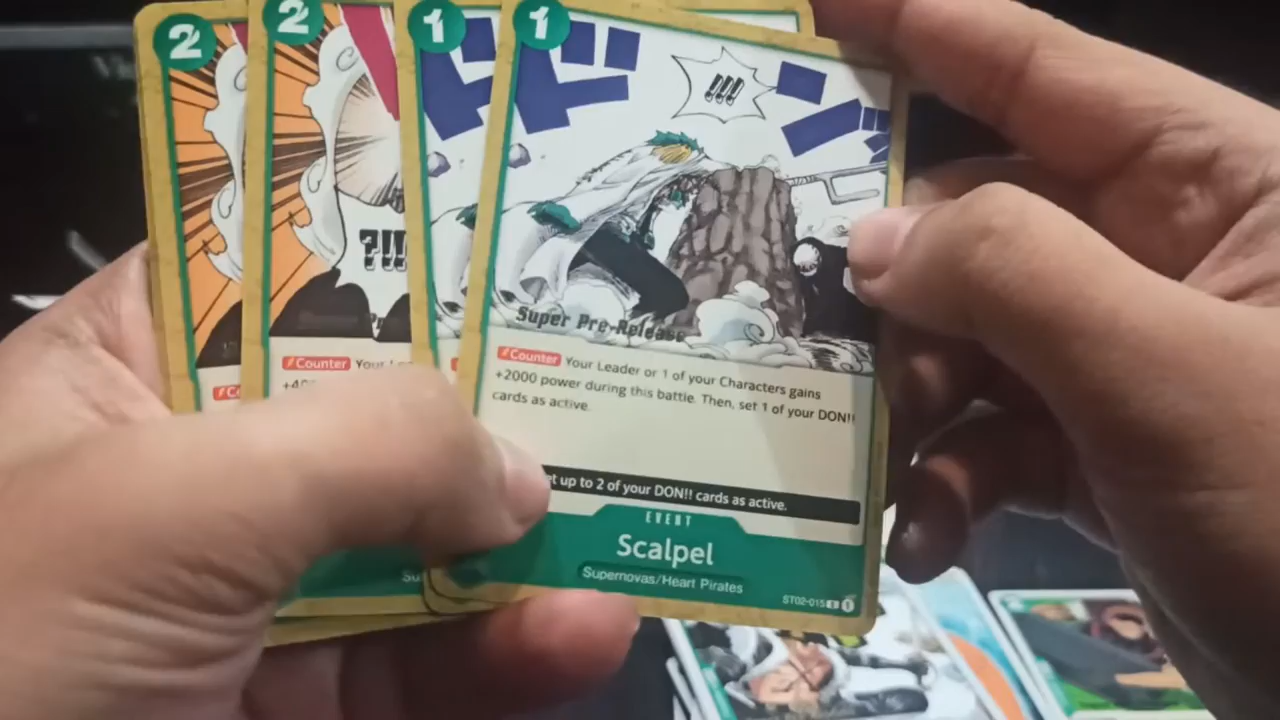 2
2
1
1
!!!
?!!
Super Pre-Release
Counter
Counter Your
Counter Your Leader or 1 of your Characters gains
+2000 power during this battle. Then, set 1 of your DON!!
cards as active.
up to 2 of your DON!! cards as active.
EVENT
Scalpel
Supernovas/Heart Pirates
ST02-015